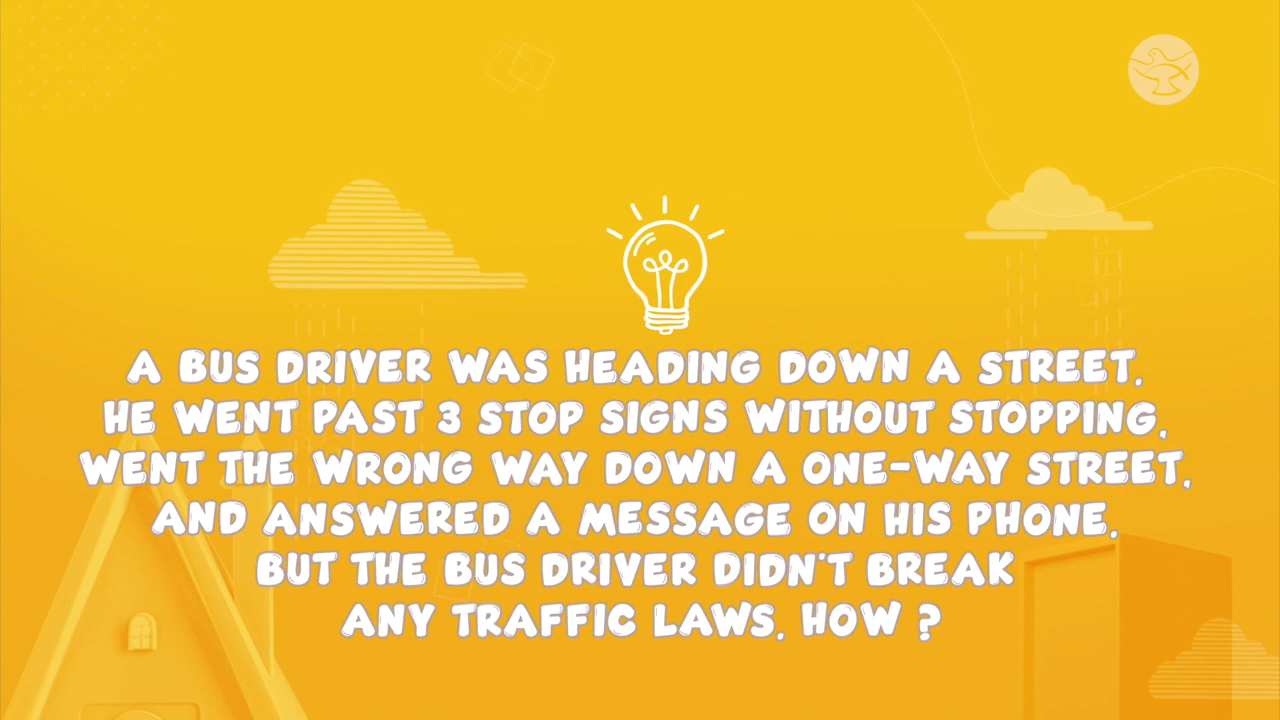 A BUS DRIVER WAS HEADING DOWN A STREET,
HE WENT PAST 3 STOP SIGNS WITHOUT STOPPING,
WENT THE WRONG WAY DOWN A ONE-WAY STREET,
AND ANSWERED A MESSAGE ON HIS PHONE.
BUT THE BUS DRIVER DIDN'T BREAK
ANY TRAFFIC LAWS. HOW ?